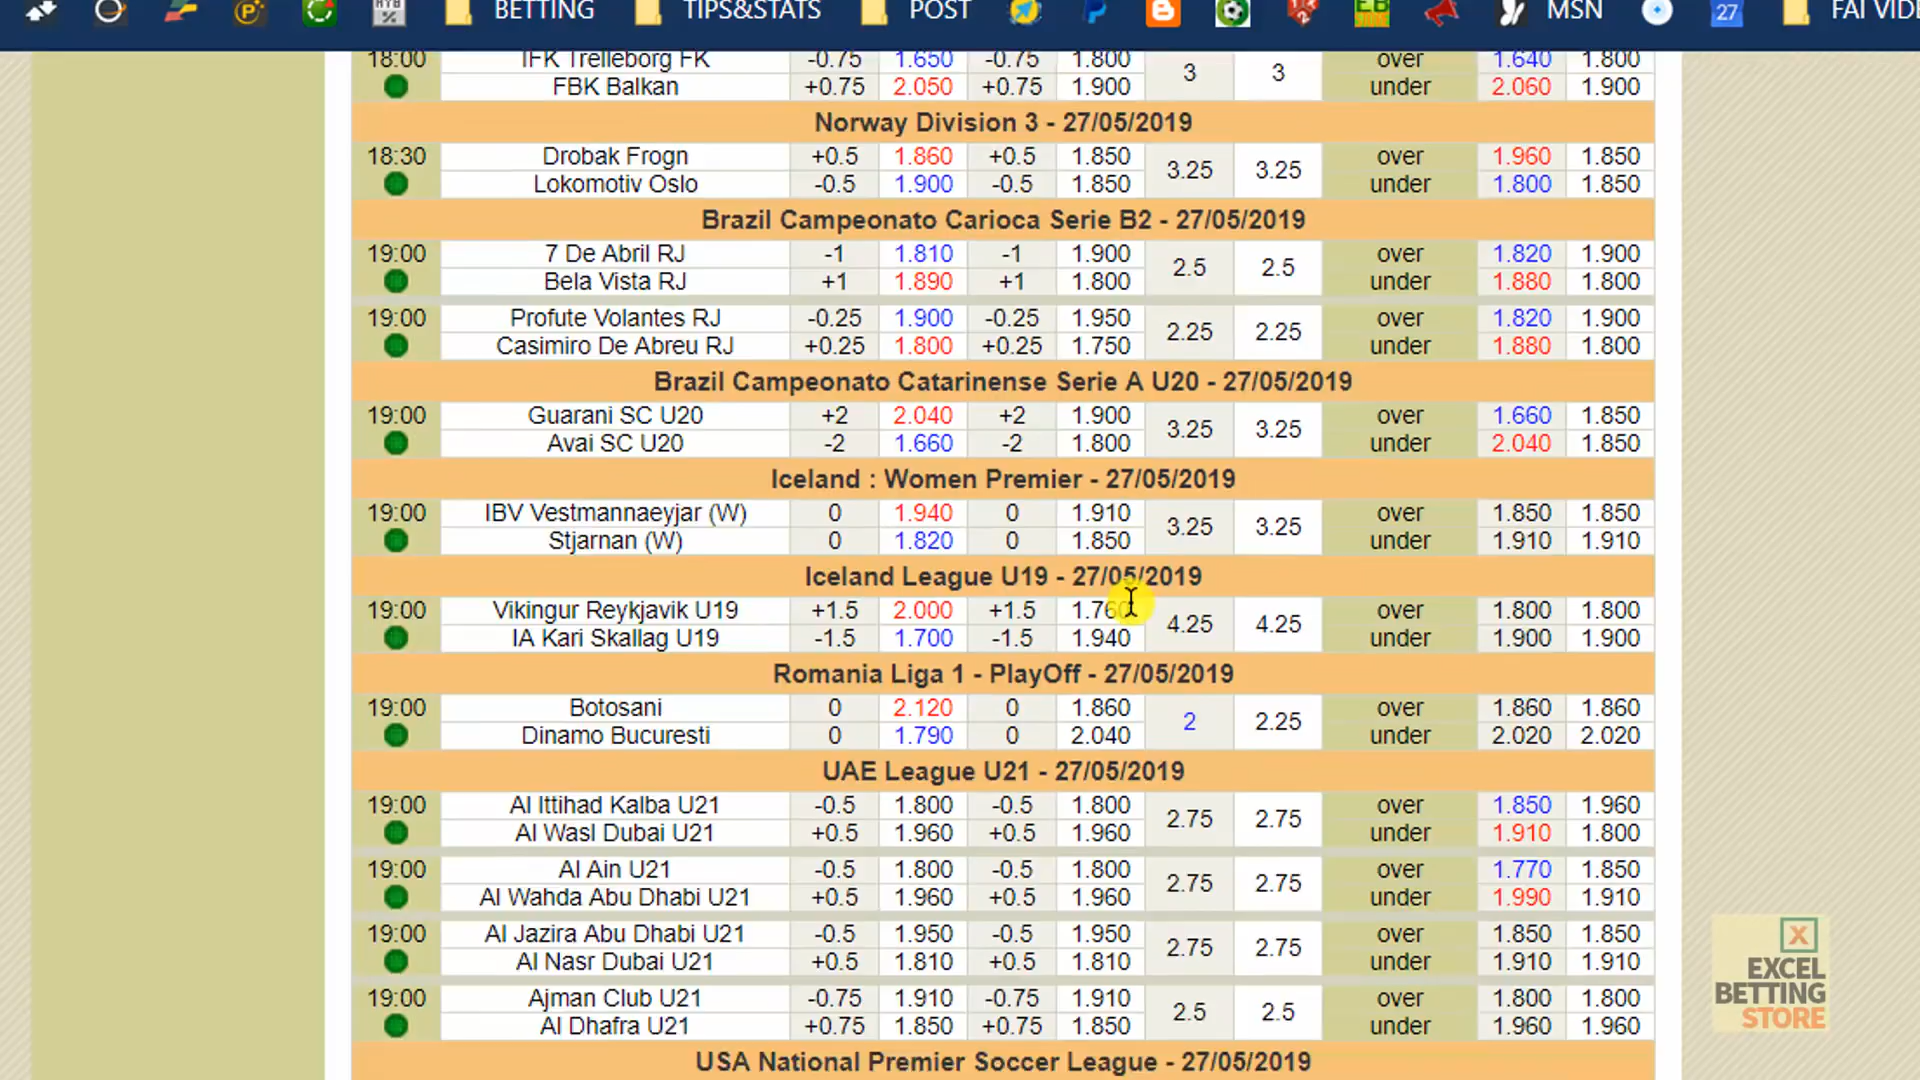 BETTING TIPS&STATS POST MSN 27 FAI VIDE
18:00 IFK Trelleborg FK -0.75 1.650 -0.75 1.800 3 3 over 1.640 1.800
FBK Balkan +0.75 2.050 +0.75 1.900 under 2.060 1.900
Norway Division 3 - 27/05/2019
18:30 Drobak Frogn +0.5 1.860 +0.5 1.850 3.25 3.25 over 1.960 1.850
Lokomotiv Oslo -0.5 1.900 -0.5 1.850 under 1.800 1.850
Brazil Campeonato Carioca Serie B2 - 27/05/2019
19:00 7 De Abril RJ -1 1.810 -1 1.900 2.5 2.5 over 1.820 1.900
Bela Vista RJ +1 1.890 +1 1.800 under 1.880 1.800
19:00 Profute Volantes RJ -0.25 1.900 -0.25 1.950 2.25 2.25 over 1.820 1.900
Casimiro De Abreu RJ +0.25 1.800 +0.25 1.750 under 1.880 1.800
Brazil Campeonato Catarinense Serie A U20 - 27/05/2019
19:00 Guarani SC U20 +2 2.040 +2 1.900 3.25 3.25 over 1.660 1.850
Avai SC U20 -2 1.660 -2 1.800 under 2.040 1.850
Iceland : Women Premier - 27/05/2019
19:00 IBV Vestmannaeyjar (W) 0 1.940 0 1.910 3.25 3.25 over 1.850 1.850
Stjarnan (W) 0 1.820 0 1.850 under 1.910 1.910
Iceland League U19 - 27/05/2019
19:00 Vikingur Reykjavik U19 +1.5 2.000 +1.5 1.760 4.25 4.25 over 1.800 1.800
IA Kari Skallag U19 -1.5 1.700 -1.5 1.940 under 1.900 1.900
Romania Liga 1 - PlayOff - 27/05/2019
19:00 Botosani 0 2.120 0 1.860 2 2.25 over 1.860 1.860
Dinamo Bucuresti 0 1.790 0 2.040 under 2.020 2.020
UAE League U21 - 27/05/2019
19:00 Al Ittihad Kalba U21 -0.5 1.800 -0.5 1.800 2.75 2.75 over 1.850 1.960
Al Wasl Dubai U21 +0.5 1.960 +0.5 1.960 under 1.910 1.800
19:00 Al Ain U21 -0.5 1.800 -0.5 1.800 2.75 2.75 over 1.770 1.850
Al Wahda Abu Dhabi U21 +0.5 1.960 +0.5 1.960 under 1.990 1.910
19:00 Al Jazira Abu Dhabi U21 -0.5 1.950 -0.5 1.950 2.75 2.75 over 1.850 1.850
Al Nasr Dubai U21 +0.5 1.810 +0.5 1.810 under 1.910 1.910
19:00 Ajman Club U21 -0.75 1.910 -0.75 1.910 2.5 2.5 over 1.800 1.800
Al Dhafra U21 +0.75 1.850 +0.75 1.850 under 1.960 1.960
USA National Premier Soccer League - 27/05/2019
X
EXCEL
BETTING
STORE